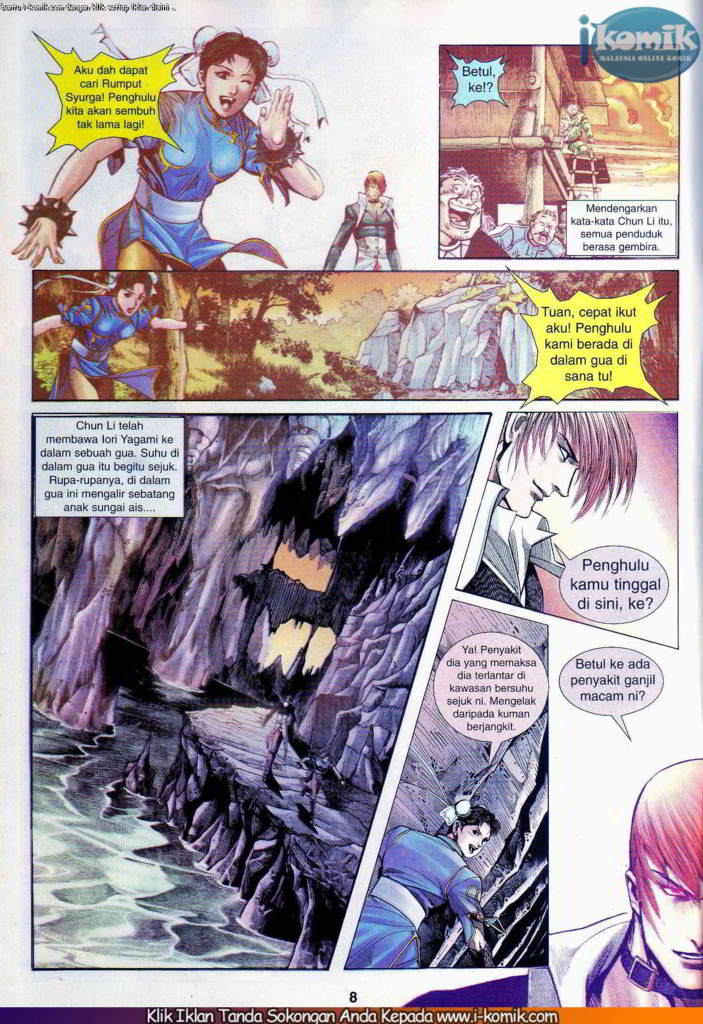 iklan disini
Aku dah dapat
cari Rumput
Syurga! Penghulu
kita akan sembuh
tak lama lagi!
ikomik
MALAYSIA ONLINE KOMIK
Betul,
ke!?
Mendengarkan
kata-kata Chun Li itu,
semua penduduk
berasa gembira.
Tuan, cepat ikut
aku! Penghulu
kami berada di
dalam gua di
sana tu!
Chun Li telah
membawa Iori Yagami ke
dalam sebuah gua. Suhu di
dalam gua itu begitu sejuk.
Rupa-rupanya, di dalam
gua ini mengalir sebatang
anak sungai ais....
Penghulu
kamu tinggal
di sini, ke?
Ya! Penyakit
dia yang memaksa
dia terlantar di
kawasan bersuhu
sejuk ni. Mengelak
daripada kuman
berjangkit.
Betul ke ada
penyakit ganjil
macam ni?
8
Klik Iklan Tanda Sokongan Anda Kepada www.i-komik.com